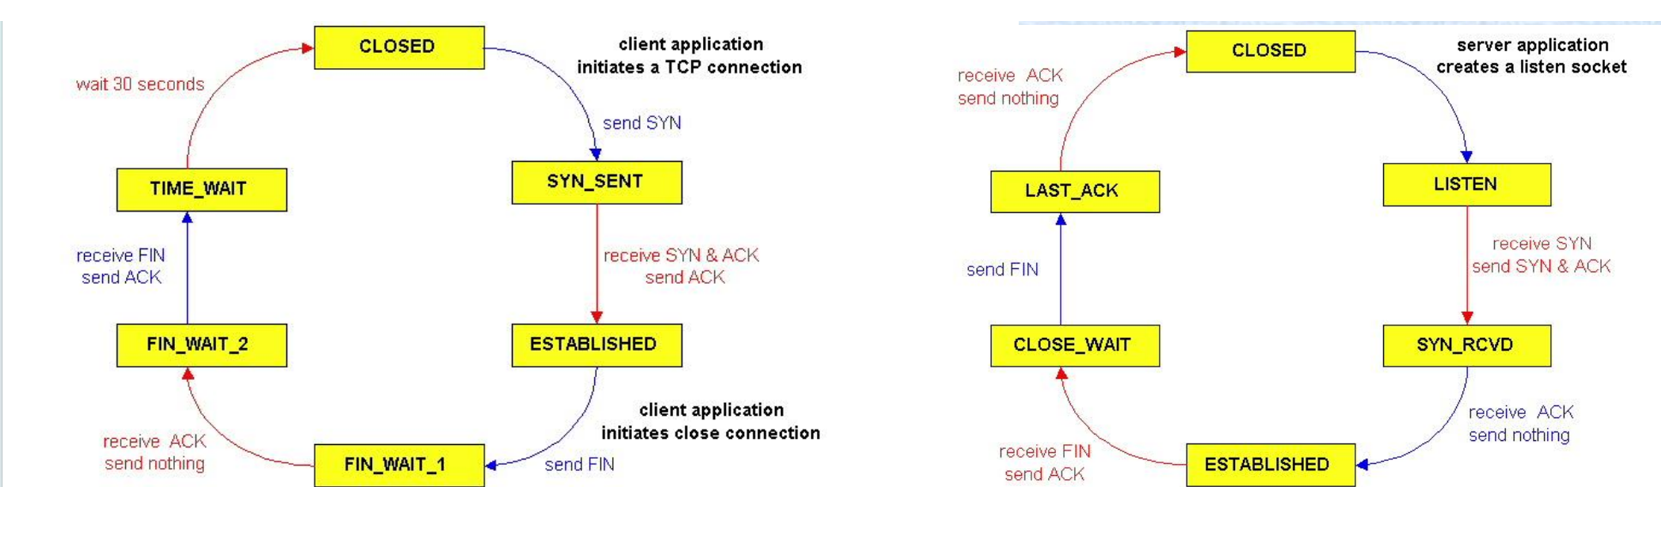 CLOSED
client application
initiates a TCP connection
wait 30 seconds
send SYN
TIME_WAIT
SYN_SENT
receive FIN
send ACK
receive SYN & ACK
send ACK
FIN_WAIT_2
ESTABLISHED
client application
initiates close connection
receive ACK
send nothing
FIN_WAIT_1
send FIN
CLOSED
server application
creates a listen socket
receive ACK
send nothing
LAST_ACK
LISTEN
send FIN
receive SYN
send SYN & ACK
CLOSE_WAIT
SYN_RCVD
receive ACK
send nothing
receive FIN
send ACK
ESTABLISHED